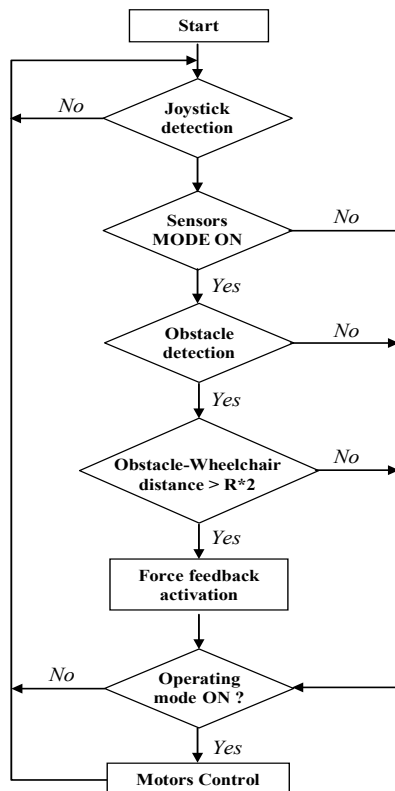 Start
No
Joystick
detection
Sensors
MODE ON
No
Yes
Obstacle
detection
No
Yes
Obstacle-Wheelchair
distance > R*2
No
Yes
Force feedback
activation
No
Operating
mode ON ?
Yes
Motors Control